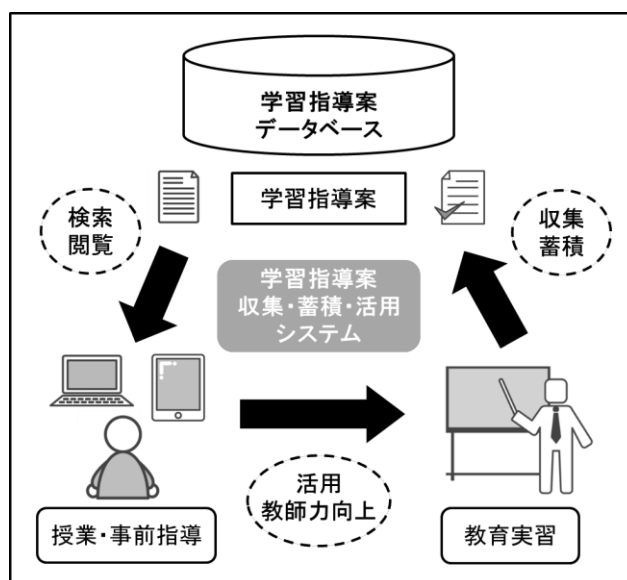 学習指導案
データベース
学習指導案
検索
閲覧
収集
蓄積
学習指導案
収集・蓄積・活用
システム
活用
教師力向上
授業・事前指導
教育実習